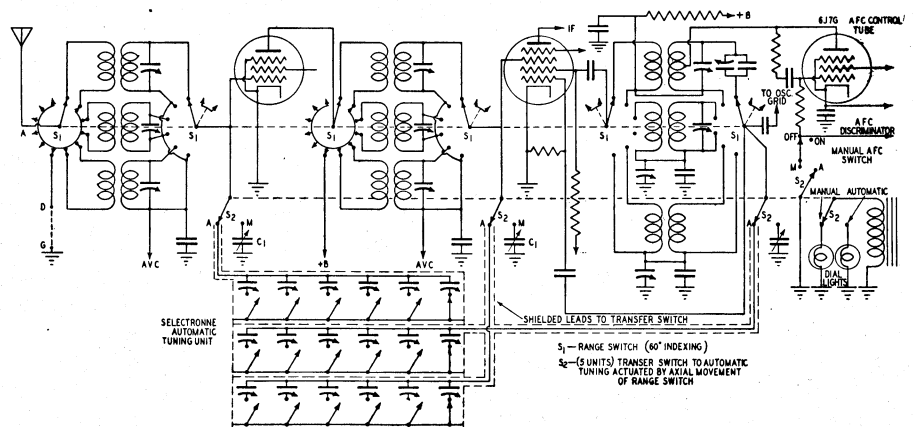 +B
6J7G
AFC CONTROL
TUBE
IF
A
S1
S1
S1
S1
S1
S1
TO OSC.
GRID
AFC
DISCRIMINATOR
OFF
ON
MANUAL AFC
SWITCH
M
A
S2
D
G
AVC
A
S2
M
C1
+B
AVC
A
S2
M
C1
A
S2
MANUAL AUTOMATIC
S2
DIAL
LIGHTS
SELECTRONNE
AUTOMATIC
TUNING UNIT
SHIELDED LEADS TO TRANSFER SWITCH
S1 — RANGE SWITCH (60° INDEXING)
S2 — (5 UNITS) TRANSER SWITCH TO AUTOMATIC
TUNING ACTUATED BY AXIAL MOVEMENT
OF RANGE SWITCH